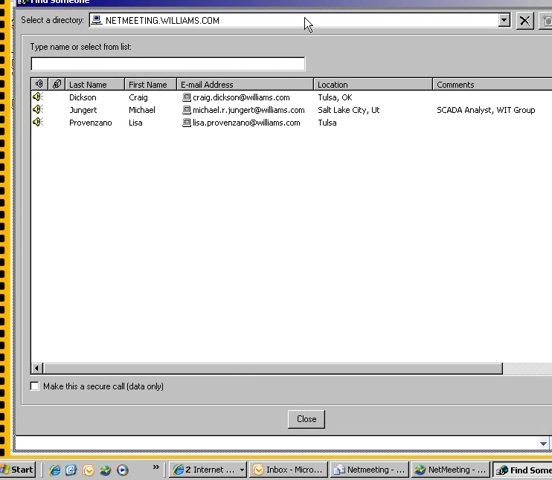 Find Someone
Select a directory: NETMEETING.WILLIAMS.COM
Type name or select from list:
Last Name First Name E-mail Address Location Comments
Dickson Craig craig.dickson@williams.com Tulsa, OK
Jungert Michael michael.r.jungert@williams.com Salt Lake City, Ut SCADA Analyst, WIT Group
Provenzano Lisa lisa.provenzano@williams.com Tulsa
Make this a secure call (data only)
Close
Start » 2 Internet ... Inbox - Micro... Netmeeting - ... NetMeeting - ... Find Some